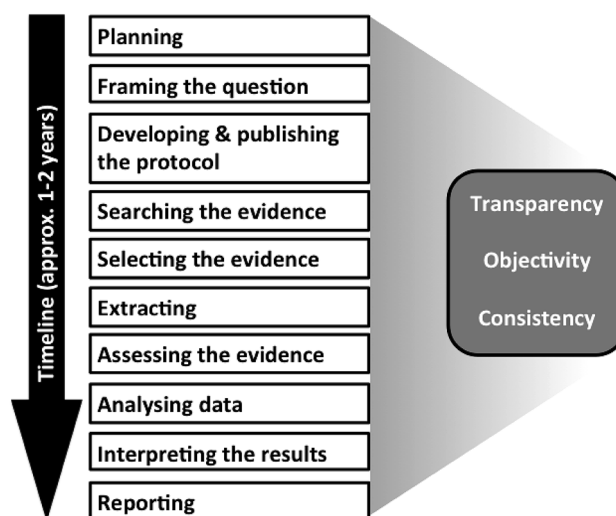 Timeline (approx. 1-2 years)
Planning
Framing the question
Developing & publishing
the protocol
Searching the evidence
Selecting the evidence
Extracting
Assessing the evidence
Analysing data
Interpreting the results
Reporting
Transparency
Objectivity
Consistency